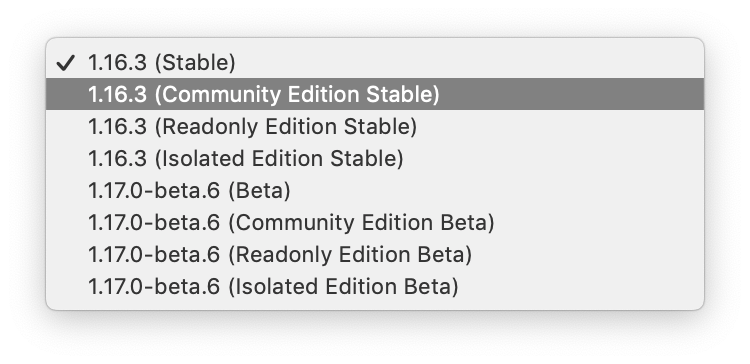 1.16.3 (Stable)
1.16.3 (Community Edition Stable)
1.16.3 (Readonly Edition Stable)
1.16.3 (Isolated Edition Stable)
1.17.0-beta.6 (Beta)
1.17.0-beta.6 (Community Edition Beta)
1.17.0-beta.6 (Readonly Edition Beta)
1.17.0-beta.6 (Isolated Edition Beta)